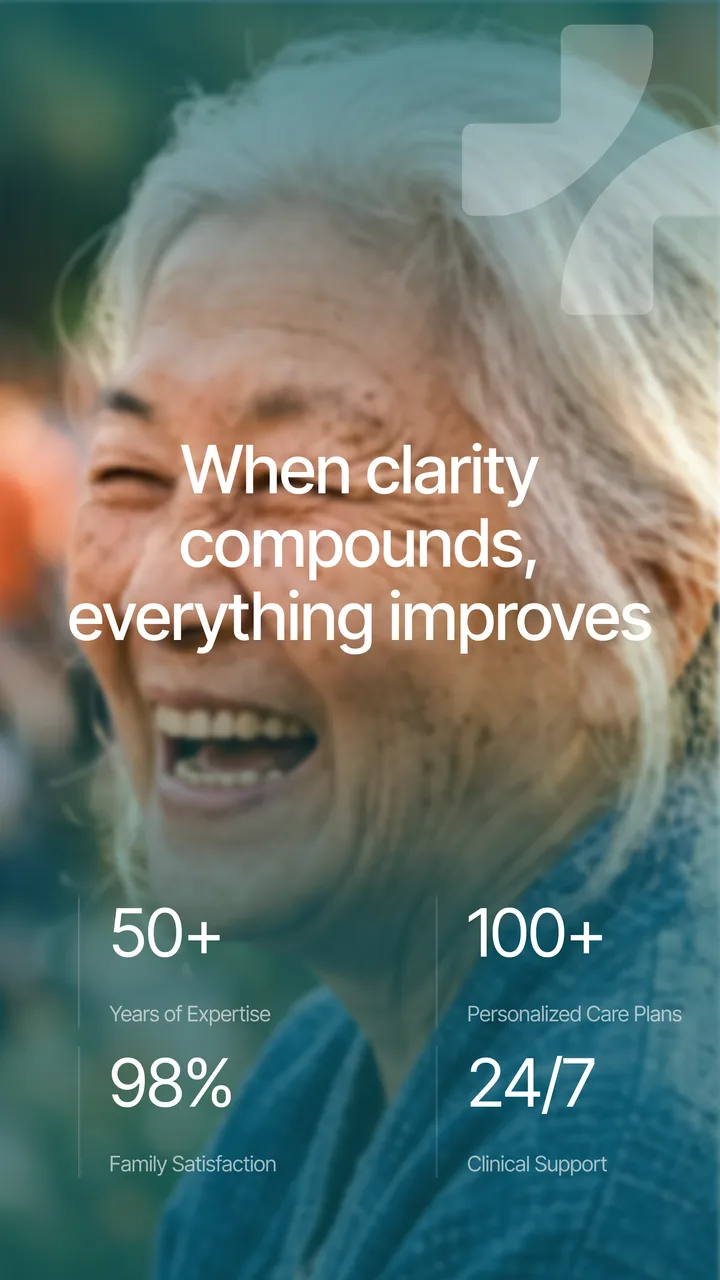 When clarity
compounds,
everything improves
50+
Years of Expertise
100+
Personalized Care Plans
98%
Family Satisfaction
24/7
Clinical Support